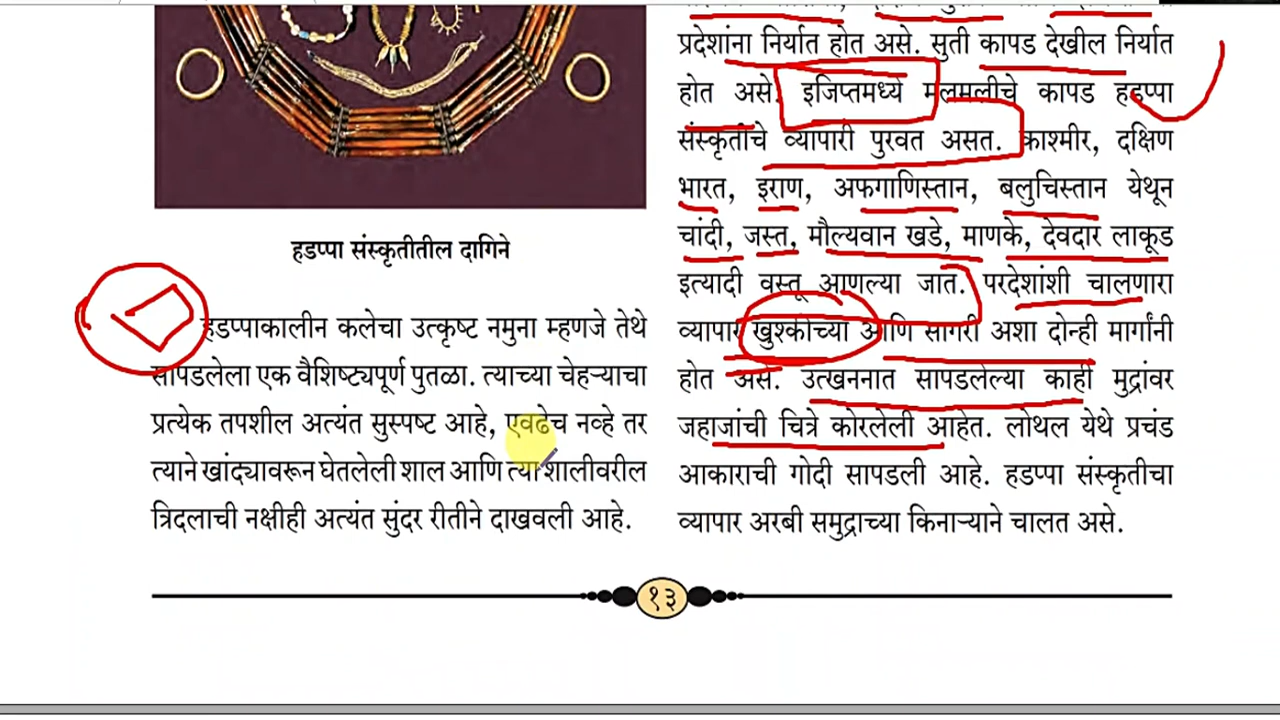 हडप्पा संस्कृतीतील दागिने
हडप्पाकालीन कलेचा उत्कृष्ट नमुना म्हणजे तेथे
सापडलेला एक वैशिष्ट्यपूर्ण पुतळा. त्याच्या चेहऱ्याचा
प्रत्येक तपशील अत्यंत सुस्पष्ट आहे, एवढेच नव्हे तर
त्याने खांद्यावरून घेतलेली शाल आणि त्या शालीवरील
त्रिदलाची नक्षीही अत्यंत सुंदर रीतीने दाखवली आहे.
प्रदेशांना निर्यात होत असे. सुती कापड देखील निर्यात
होत असे. इजिप्तमध्ये मलमलीचे कापड हडप्पा
संस्कृतीचे व्यापारी पुरवत असत. काश्मीर, दक्षिण
भारत, इराण, अफगाणिस्तान, बलुचिस्तान येथून
चांदी, जस्त, मौल्यवान खडे, माणके, देवदार लाकूड
इत्यादी वस्तू आणल्या जात. परदेशांशी चालणारा
व्यापार खुश्कीच्या आणि सागरी अशा दोन्ही मार्गांनी
होत असे. उत्खननात सापडलेल्या काही मुद्रांवर
जहाजांची चित्रे कोरलेली आहेत. लोथल येथे प्रचंड
आकाराची गोदी सापडली आहे. हडप्पा संस्कृतीचा
व्यापार अरबी समुद्राच्या किनाऱ्याने चालत असे.
१३